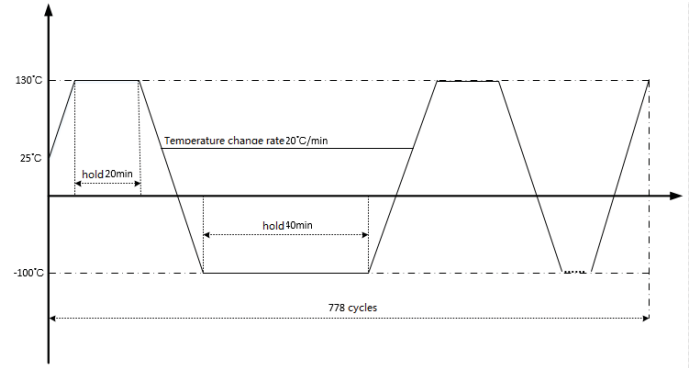 130℃
Temperature change rate20℃/min
25℃
hold20min
hold40min
-100℃
778 cycles